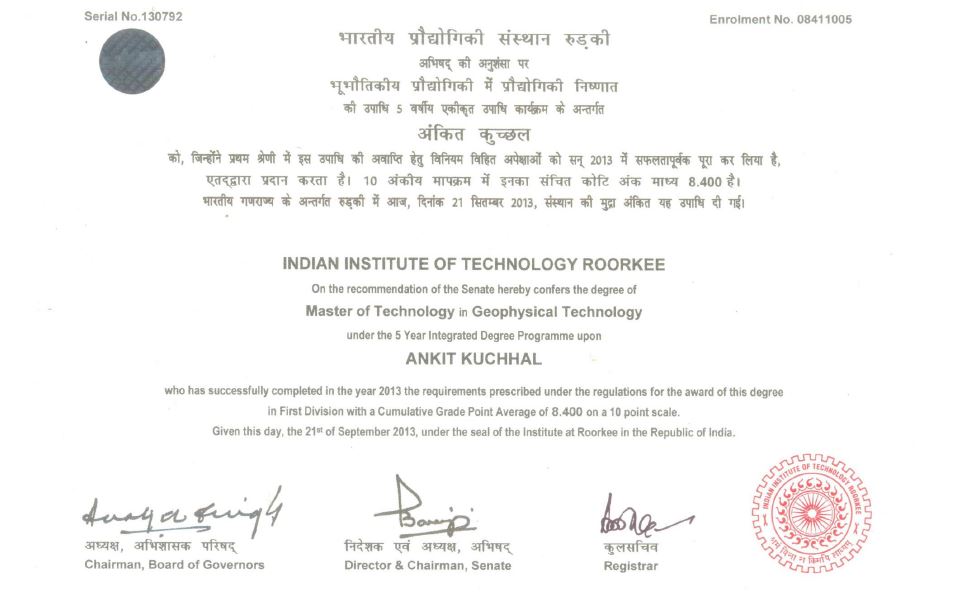 Serial No.130792
Enrolment No. 08411005
भारतीय प्रौद्योगिकी संस्थान रुड़की
अभिषद् की अनुशंसा पर
भूभौतिकीय प्रौद्योगिकी में प्रौद्योगिकी निष्णात
की उपाधि 5 वर्षीय एकीकृत उपाधि कार्यक्रम के अन्तर्गत
अंकित कुच्छल
को, जिन्होंने प्रथम श्रेणी में इस उपाधि की अवाप्ति हेतु विनियम विहित अपेक्षाओं को सन् 2013 में सफलतापूर्वक पूरा कर लिया है,
एतद्द्वारा प्रदान करता है। 10 अंकीय मापक्रम में इनका संचित कोटि अंक माध्य 8.400 है।
भारतीय गणराज्य के अन्तर्गत रुड़की में आज, दिनांक 21 सितम्बर 2013, संस्थान की मुद्रा अंकित यह उपाधि दी गई।
INDIAN INSTITUTE OF TECHNOLOGY ROORKEE
On the recommendation of the Senate hereby confers the degree of
Master of Technology in Geophysical Technology
under the 5 Year Integrated Degree Programme upon
ANKIT KUCHHAL
who has successfully completed in the year 2013 the requirements prescribed under the regulations for the award of this degree
in First Division with a Cumulative Grade Point Average of 8.400 on a 10 point scale.
Given this day, the 21st of September 2013, under the seal of the Institute at Roorkee in the Republic of India.
अध्यक्ष, अभिशासक परिषद्
Chairman, Board of Governors
निदेशक एवं अध्यक्ष, अभिषद्
Director & Chairman, Senate
कुलसचिव
Registrar
INDIAN INSTITUTE OF TECHNOLOGY ROORKEE
श्रमं विना न किमपि साध्यम्